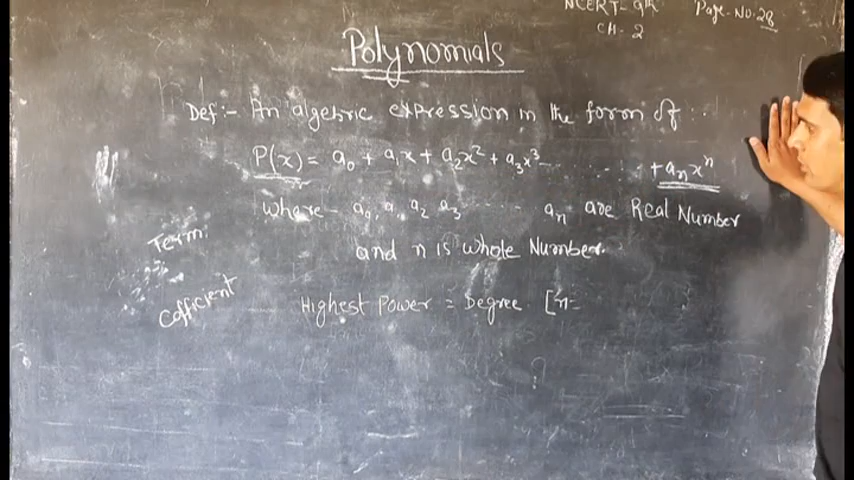 NCERT- 9th Page-No.28
CH- 2
Polynomials
Def:- An algebric expression in the form of ..
P(x) = a₀ + a₁x + a₂x² + a₃x³ ......... + aₙxⁿ
where - a₀, a₁ a₂ a₃ ...... aₙ are Real Number
Term:
and n is whole Number.
Cofficient
Highest Power = Degree [n=